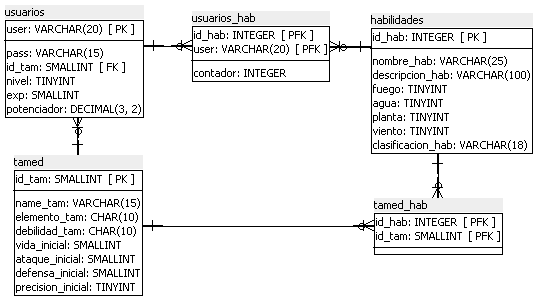 usuarios
user: VARCHAR(20) [ PK ]
pass: VARCHAR(15)
id_tam: SMALLINT [ FK ]
nivel: TINYINT
exp: SMALLINT
potenciador: DECIMAL(3, 2)
usuarios_hab
id_hab: INTEGER [ PFK ]
user: VARCHAR(20) [ PFK ]
contador: INTEGER
habilidades
id_hab: INTEGER [ PK ]
nombre_hab: VARCHAR(25)
descripcion_hab: VARCHAR(100)
fuego: TINYINT
agua: TINYINT
planta: TINYINT
viento: TINYINT
clasificacion_hab: VARCHAR(18)
tamed
id_tam: SMALLINT [ PK ]
name_tam: VARCHAR(15)
elemento_tam: CHAR(10)
debilidad_tam: CHAR(10)
vida_inicial: SMALLINT
ataque_inicial: SMALLINT
defensa_inicial: SMALLINT
precision_inicial: TINYINT
tamed_hab
id_hab: INTEGER [ PFK ]
id_tam: SMALLINT [ PFK ]